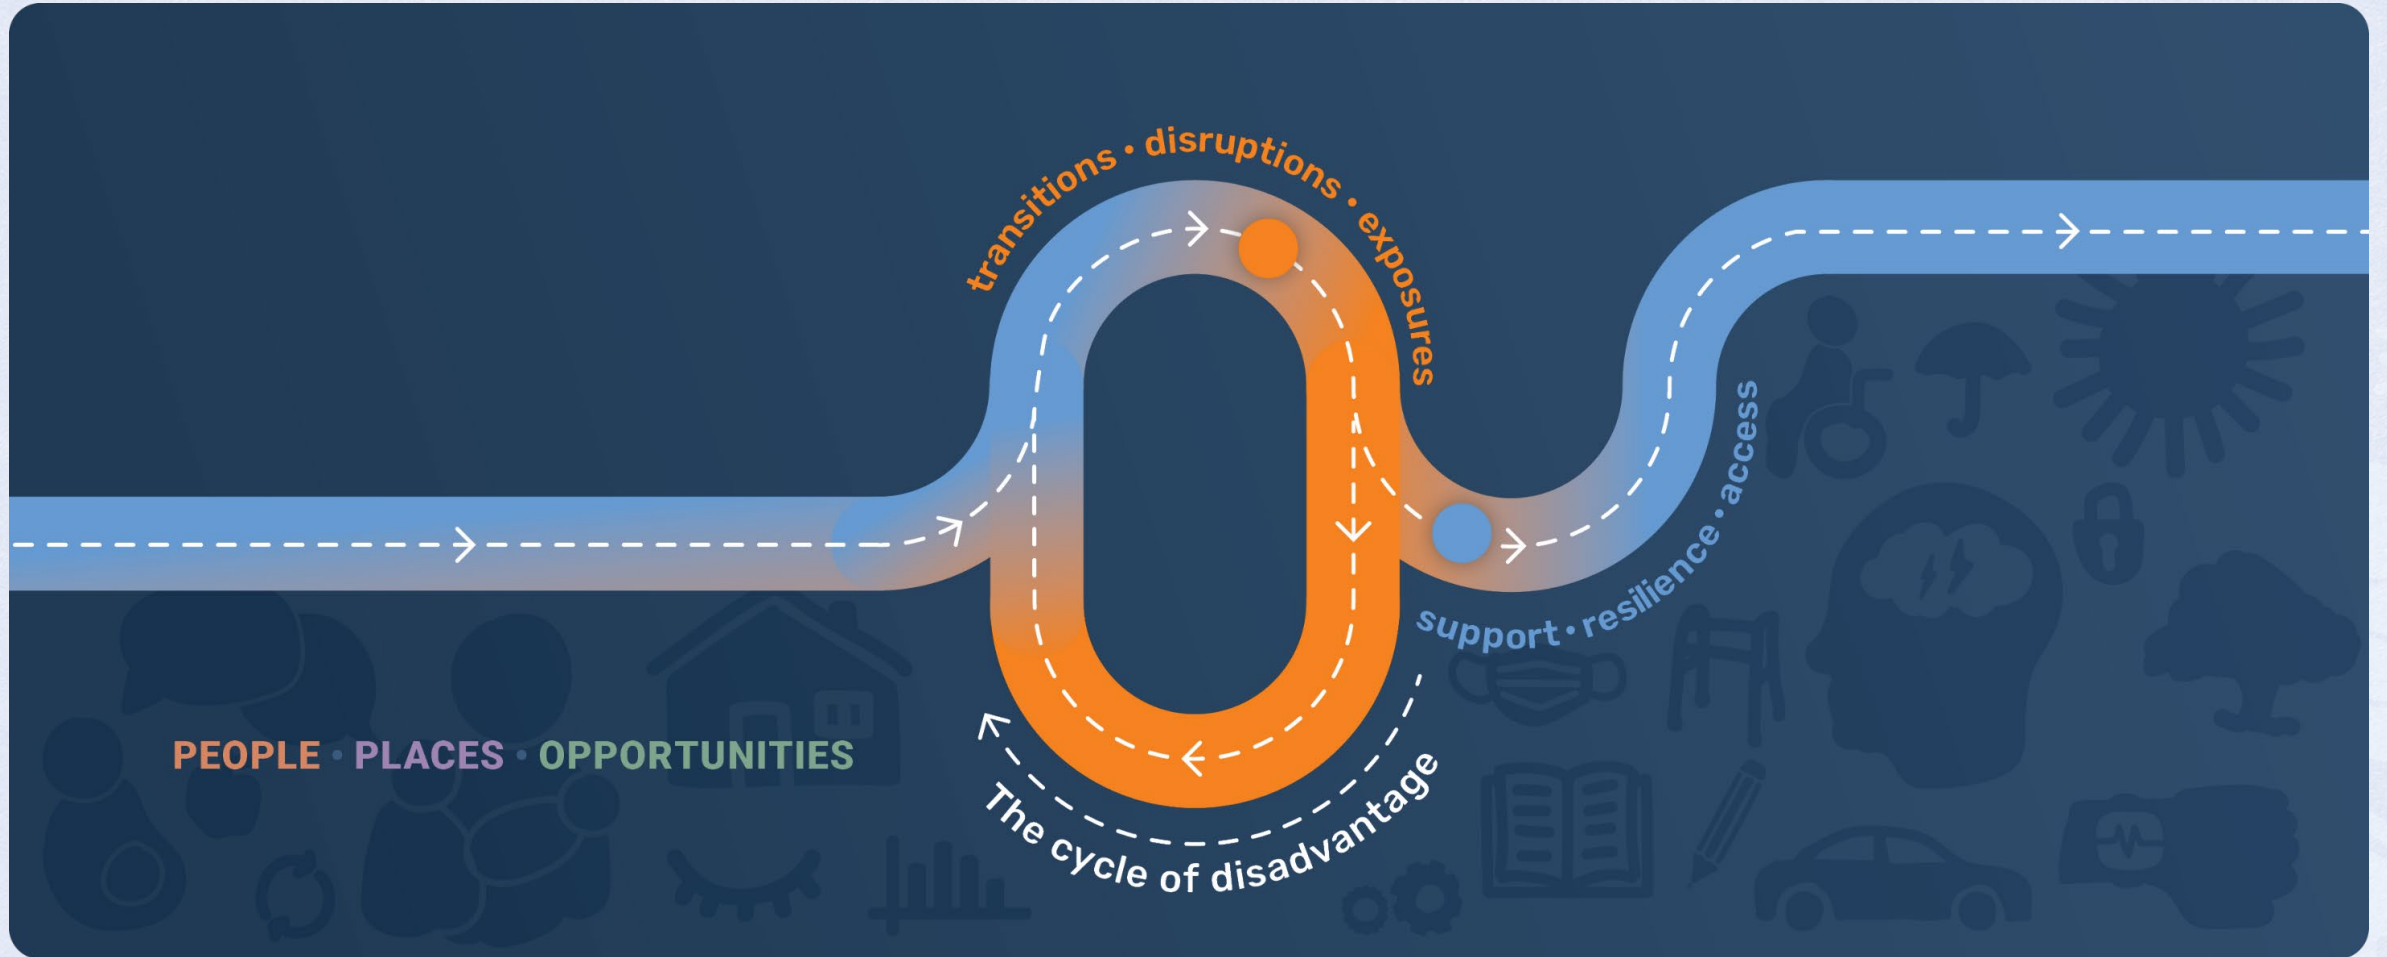 transitions • disruptions • exposures
support • resilience • access
PEOPLE • PLACES • OPPORTUNITIES
The cycle of disadvantage